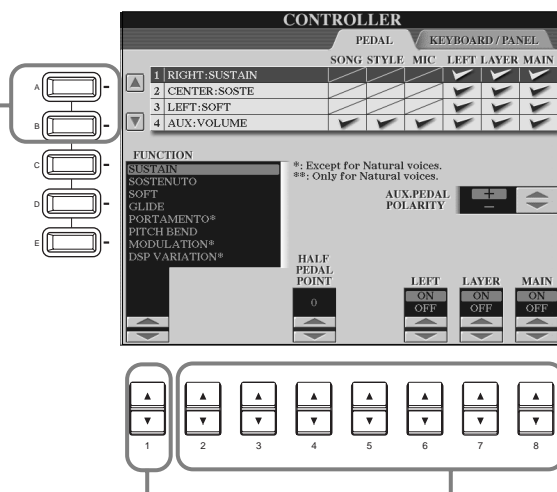 CONTROLLER
PEDAL KEYBOARD / PANEL
SONG STYLE MIC LEFT LAYER MAIN
1 RIGHT:SUSTAIN
2 CENTER:SOSTE
3 LEFT:SOFT
4 AUX:VOLUME
A
B
C
D
E
FUNCTION
SUSTAIN
SOSTENUTO
SOFT
GLIDE
PORTAMENTO*
PITCH BEND
MODULATION*
DSP VARIATION*
*: Except for Natural voices.
**: Only for Natural voices.
AUX.PEDAL
POLARITY
+
−
HALF
PEDAL
POINT
0
LEFT LAYER MAIN
ON ON ON
OFF OFF OFF
1 2 3 4 5 6 7 8